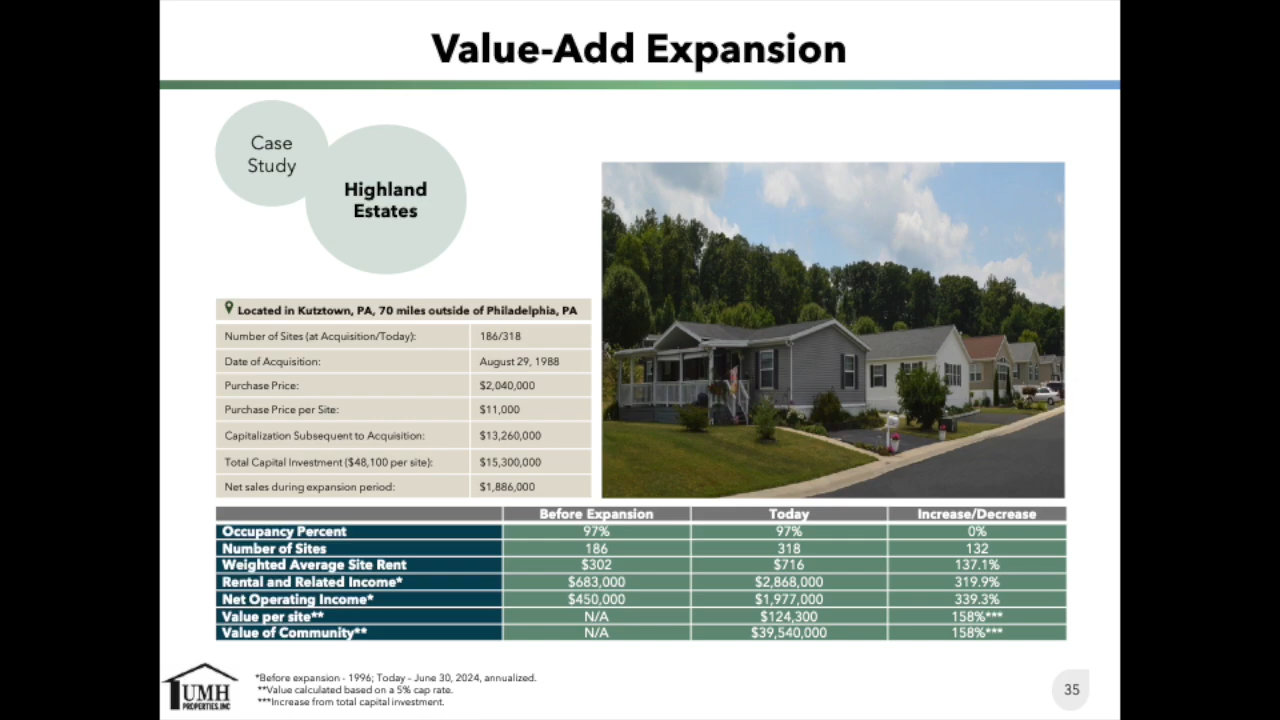 Value-Add Expansion
Case
Study
Highland
Estates
Located in Kutztown, PA, 70 miles outside of Philadelphia, PA
Number of Sites (at Acquisition/Today): 186/318
Date of Acquisition: August 29, 1988
Purchase Price: $2,040,000
Purchase Price per Site: $11,000
Capitalization Subsequent to Acquisition: $13,260,000
Total Capital Investment ($48,100 per site): $15,300,000
Net sales during expansion period: $1,886,000
Before Expansion Today Increase/Decrease
Occupancy Percent 97% 97% 0%
Number of Sites 186 318 132
Weighted Average Site Rent $302 $716 137.1%
Rental and Related Income* $683,000 $2,868,000 319.9%
Net Operating Income* $450,000 $1,977,000 339.3%
Value per site** N/A $124,300 158%***
Value of Community** N/A $39,540,000 158%***
*Before expansion - 1996; Today - June 30, 2024, annualized.
**Value calculated based on a 5% cap rate.
***Increase from total capital investment.
UMH
PROPERTIES, INC
35